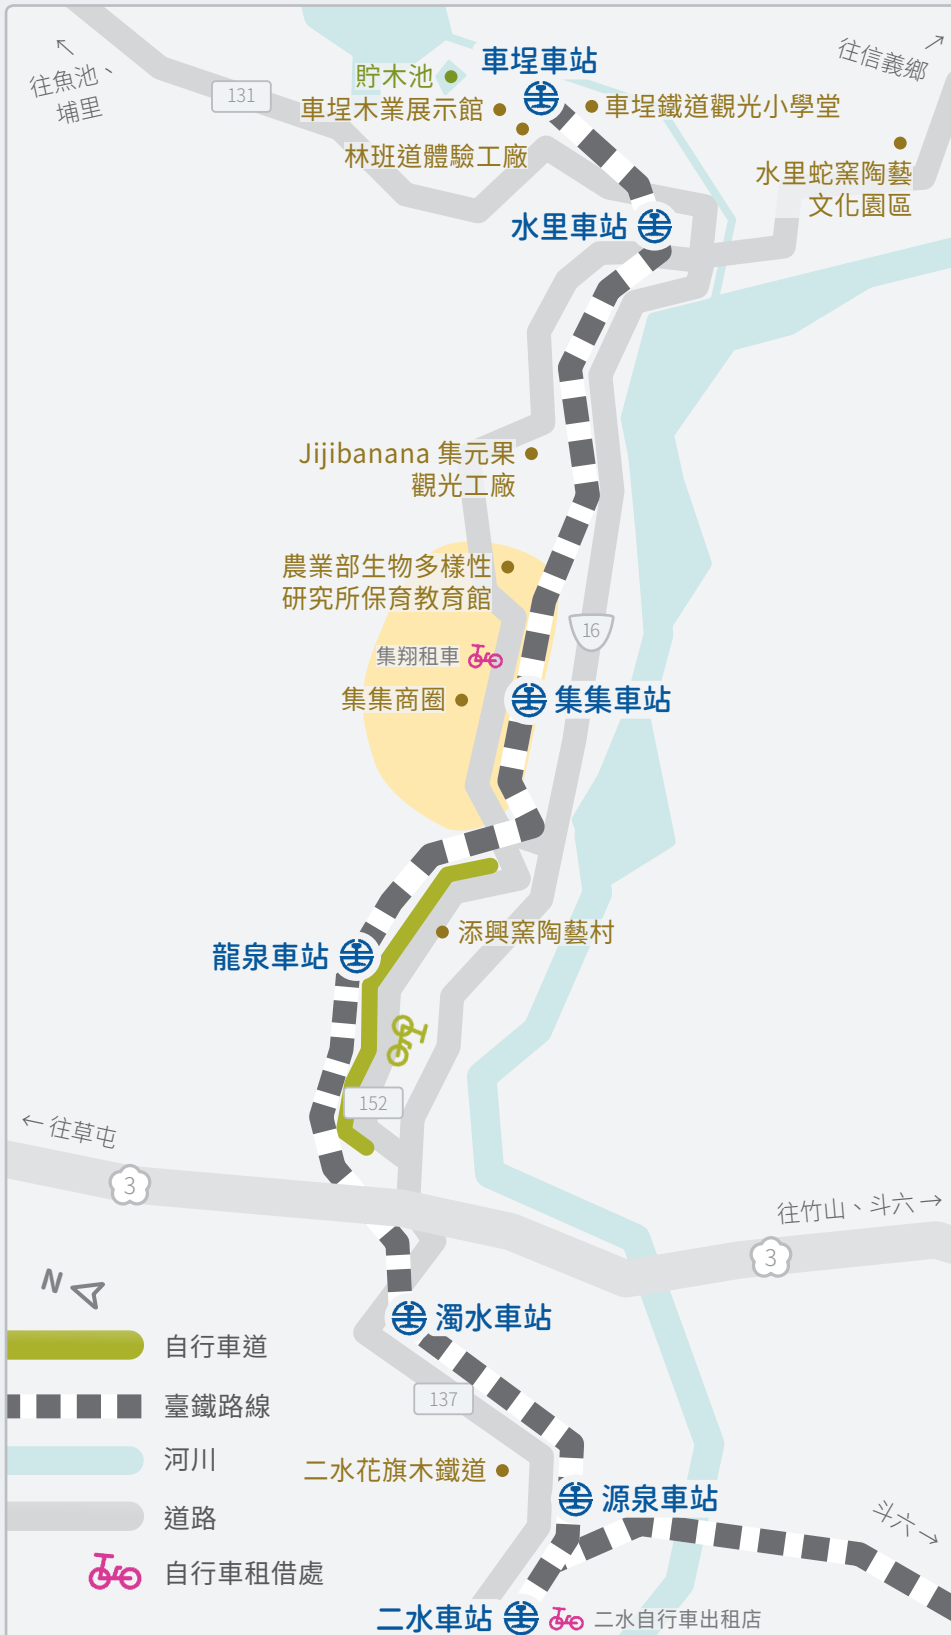 車埕車站
往信義鄉
往魚池、
埔里
131
貯木池
車埕木業展示館
車埕鐵道觀光小學堂
林班道體驗工廠
水里蛇窯陶藝
文化園區
水里車站
Jijibanana 集元果
觀光工廠
農業部生物多樣性
研究所保育教育館
16
集翔租車
集集商圈
集集車站
添興窯陶藝村
龍泉車站
152
←往草屯
3
往竹山、斗六→
3
N
濁水車站
自行車道
137
臺鐵路線
河川
二水花旗木鐵道
源泉車站
道路
斗六→
自行車租借處
二水車站
二水自行車出租店